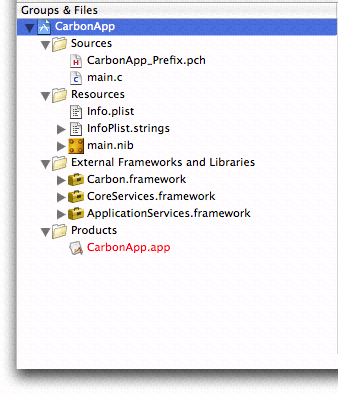 Groups & Files
CarbonApp
Sources
CarbonApp_Prefix.pch
main.c
Resources
Info.plist
InfoPlist.strings
main.nib
External Frameworks and Libraries
Carbon.framework
CoreServices.framework
ApplicationServices.framework
Products
CarbonApp.app